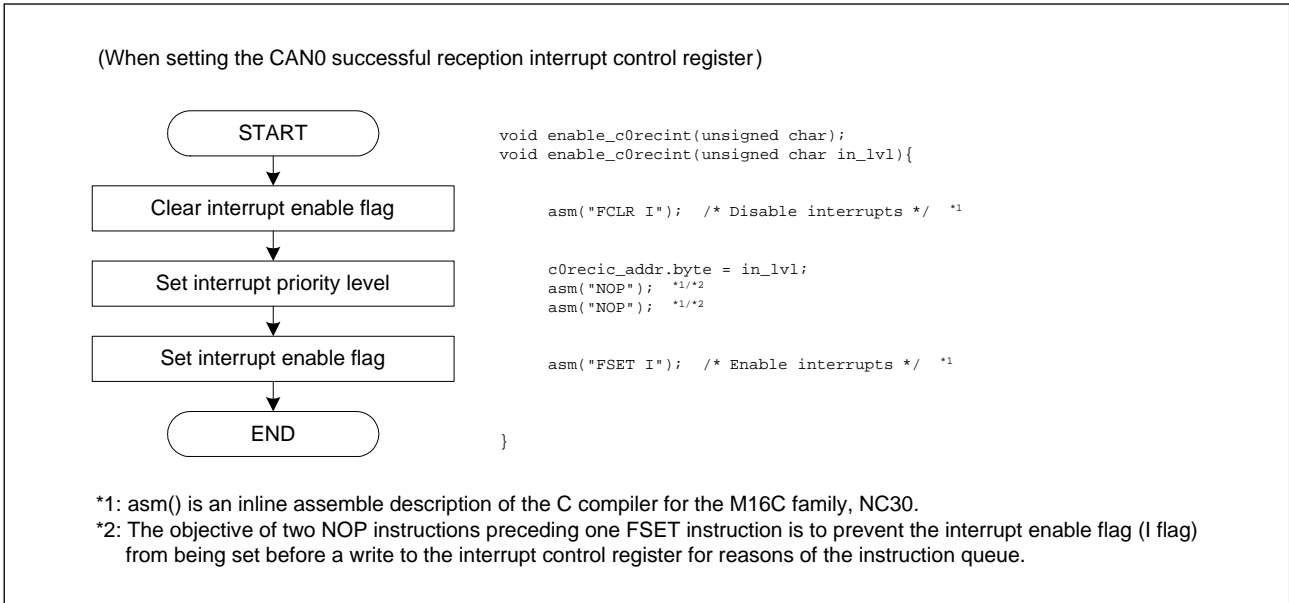 (When setting the CAN0 successful reception interrupt control register)
START
void enable_c0recint(unsigned char);
void enable_c0recint(unsigned char in_lvl){
Clear interrupt enable flag
asm("FCLR I");  /* Disable interrupts */  *1
Set interrupt priority level
c0recic_addr.byte = in_lvl;
asm("NOP");  *1/*2
asm("NOP");  *1/*2
Set interrupt enable flag
asm("FSET I");  /* Enable interrupts */  *1
END
}
*1: asm() is an inline assemble description of the C compiler for the M16C family, NC30.
*2: The objective of two NOP instructions preceding one FSET instruction is to prevent the interrupt enable flag (I flag)
from being set before a write to the interrupt control register for reasons of the instruction queue.